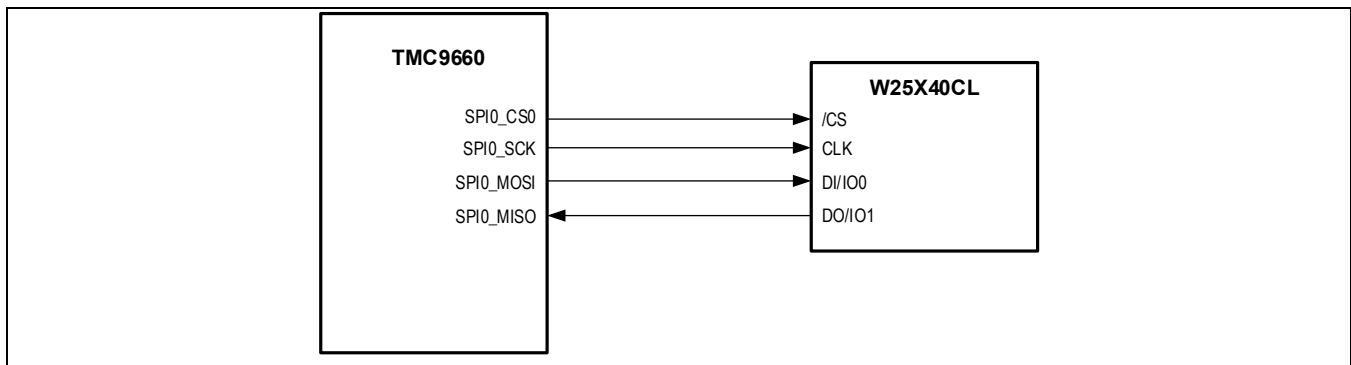 TMC9660
W25X40CL
SPI0_CS0
/CS
SPI0_SCK
CLK
SPI0_MOSI
DI/IO0
SPI0_MISO
DO/IO1